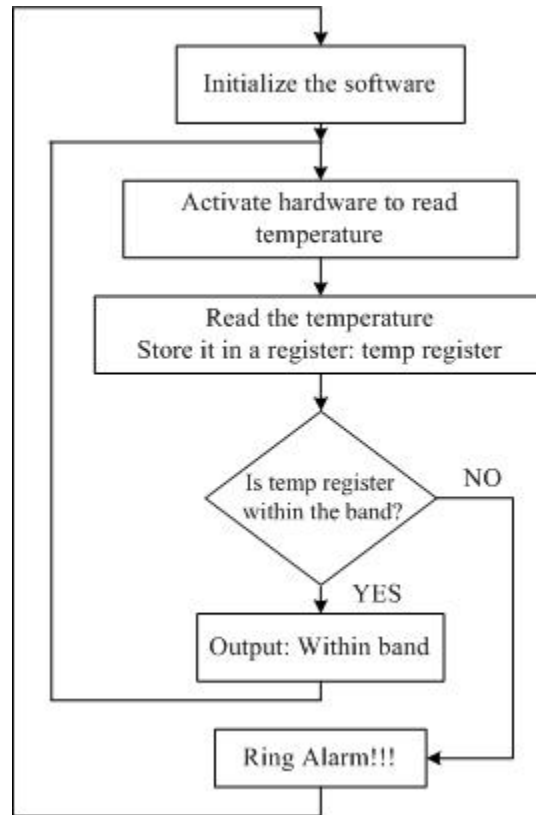 Initialize the software
Activate hardware to read
temperature
Read the temperature
Store it in a register: temp register
Is temp register
within the band?
NO
YES
Output: Within band
Ring Alarm!!!